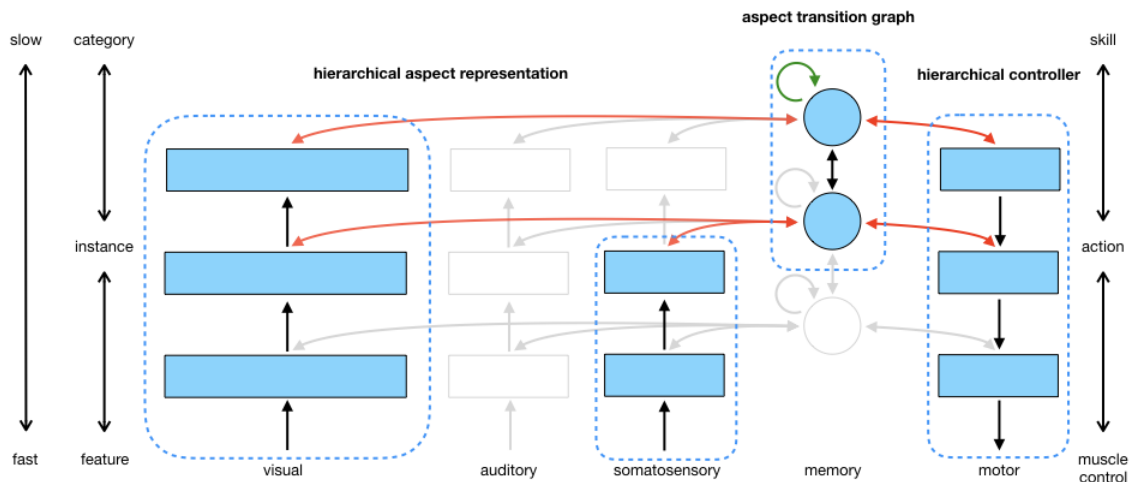 aspect transition graph
slow
category
skill
hierarchical aspect representation
hierarchical controller
instance
action
fast
feature
visual
auditory
somatosensory
memory
motor
muscle
control